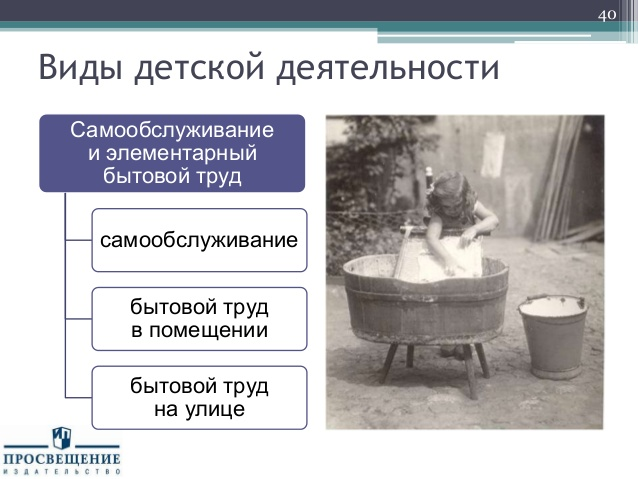 40
Виды детской деятельности
Самообслуживание
и элементарный
бытовой труд
самообслуживание
бытовой труд
в помещении
бытовой труд
на улице
ПРОСВЕЩЕНИЕ
ИЗДАТЕЛЬСТВО